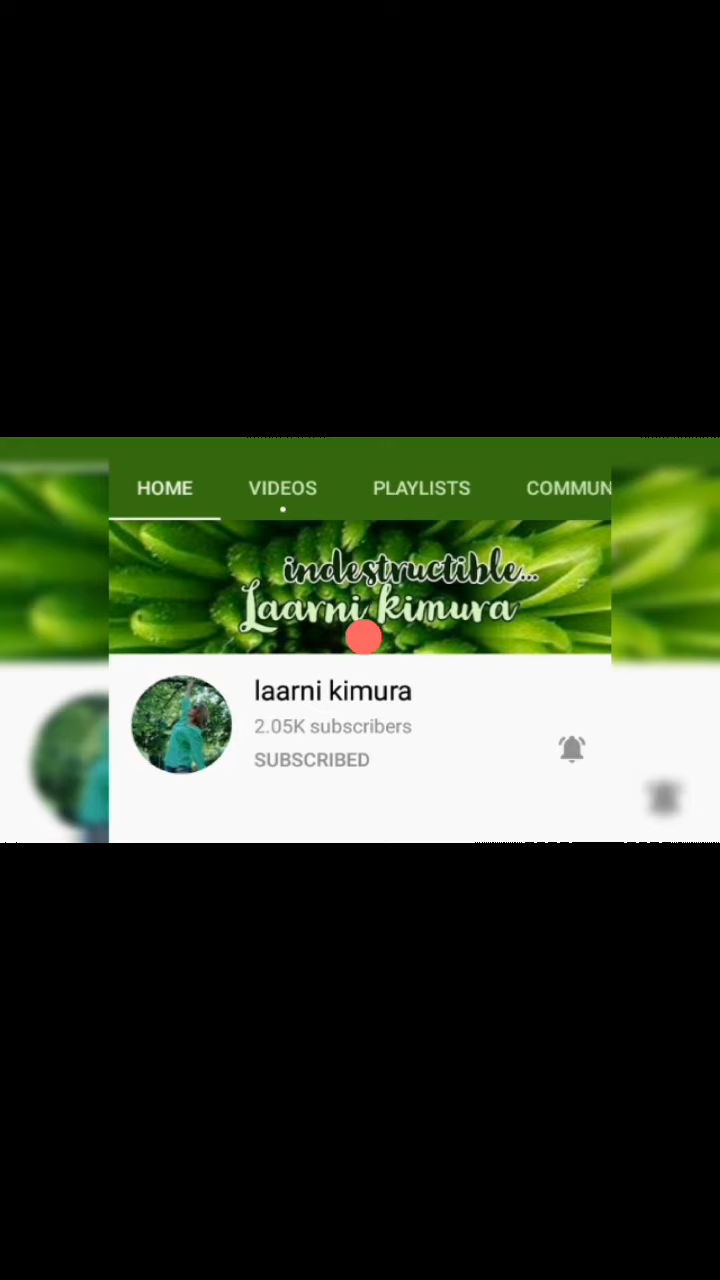 HOME VIDEOS PLAYLISTS COMMUN
indestructible...
Laarni kimura
laarni kimura
2.05K subscribers
SUBSCRIBED